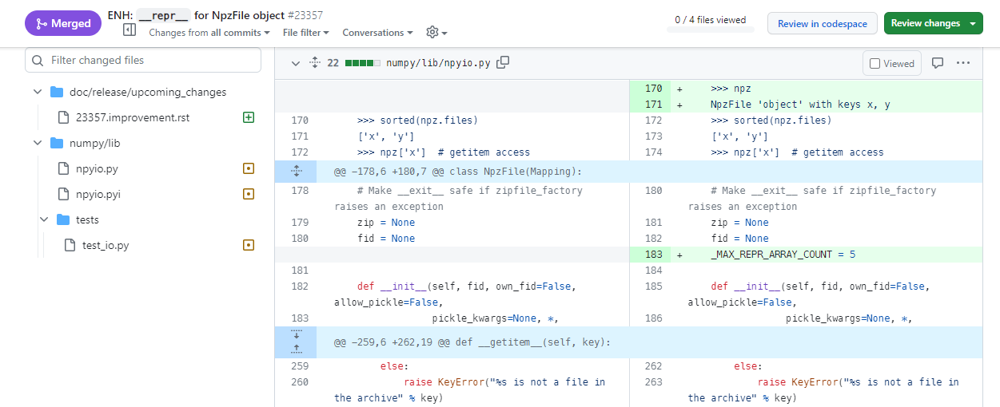 Merged
ENH: __repr__ for NpzFile object #23357
Changes from all commits
File filter
Conversations
0 / 4 files viewed
Review in codespace
Review changes
Filter changed files
doc/release/upcoming_changes
23357.improvement.rst
numpy/lib
npyio.py
npyio.pyi
tests
test_io.py
22 numpy/lib/npyio.py
Viewed
170 + >>> npz
171 + NpzFile 'object' with keys x, y
170 >>> sorted(npz.files) 172 >>> sorted(npz.files)
171 ['x', 'y'] 173 ['x', 'y']
172 >>> npz['x']  # getitem access 174 >>> npz['x']  # getitem access
@@ -178,6 +180,7 @@ class NpzFile(Mapping):
178 # Make __exit__ safe if zipfile_factory 180 # Make __exit__ safe if zipfile_factory
raises an exception raises an exception
179 zip = None 181 zip = None
180 fid = None 182 fid = None
183 + _MAX_REPR_ARRAY_COUNT = 5
181 184
182 def __init__(self, fid, own_fid=False, 185 def __init__(self, fid, own_fid=False,
allow_pickle=False, allow_pickle=False,
183 pickle_kwargs=None, *, 186 pickle_kwargs=None, *,
@@ -259,6 +262,19 @@ def __getitem__(self, key):
259 else: 262 else:
260 raise KeyError("%s is not a file in 263 raise KeyError("%s is not a file in
the archive" % key) the archive" % key)